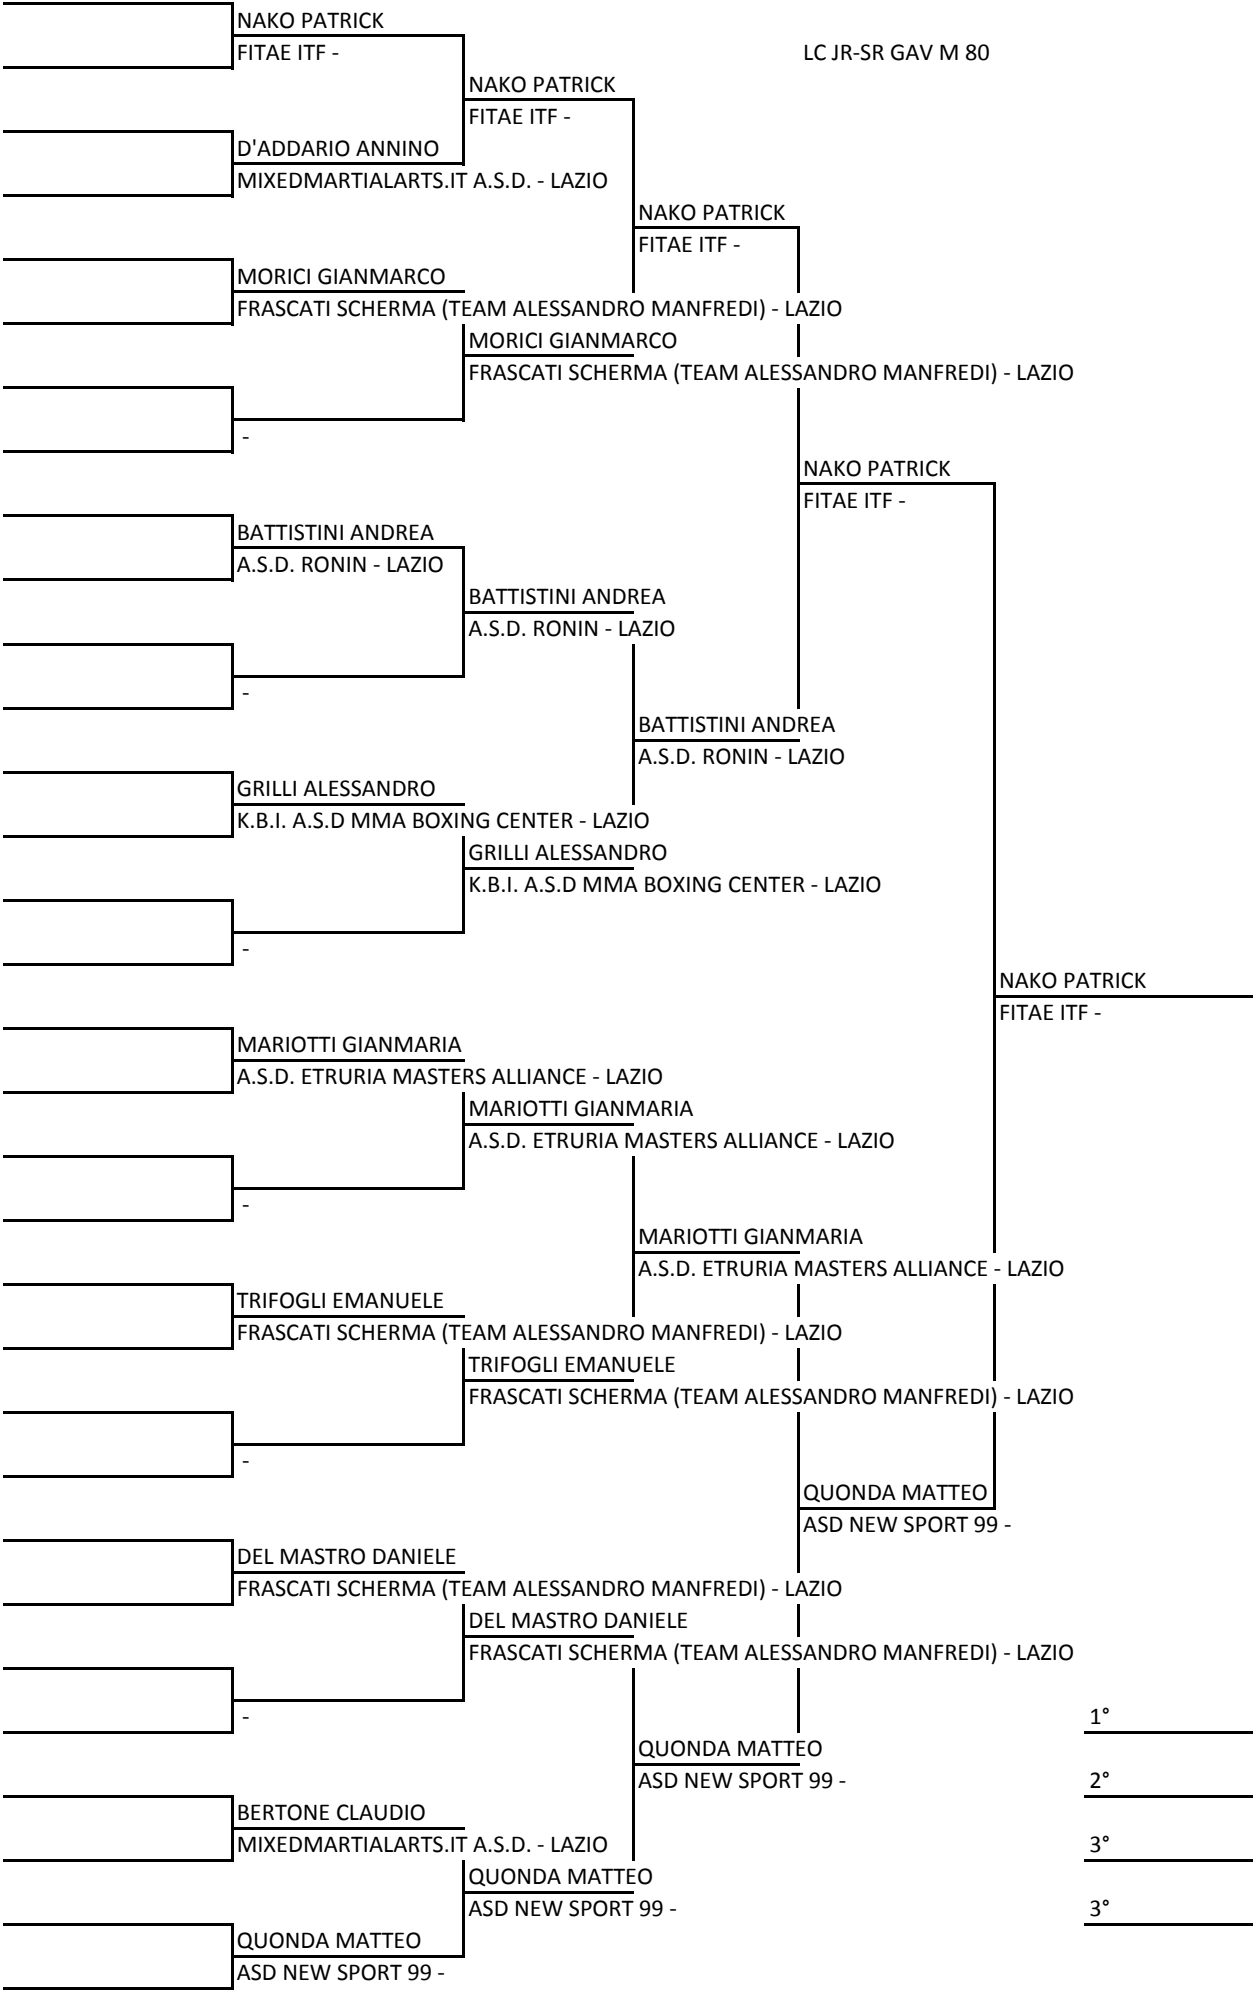 NAKO PATRICK
FITAE ITF -
LC JR-SR GAV M 80
NAKO PATRICK
FITAE ITF -
D'ADDARIO ANNINO
MIXEDMARTIALARTS.IT A.S.D. - LAZIO
NAKO PATRICK
FITAE ITF -
MORICI GIANMARCO
FRASCATI SCHERMA (TEAM ALESSANDRO MANFREDI) - LAZIO
MORICI GIANMARCO
FRASCATI SCHERMA (TEAM ALESSANDRO MANFREDI) - LAZIO
-
NAKO PATRICK
FITAE ITF -
BATTISTINI ANDREA
A.S.D. RONIN - LAZIO
BATTISTINI ANDREA
A.S.D. RONIN - LAZIO
-
BATTISTINI ANDREA
A.S.D. RONIN - LAZIO
GRILLI ALESSANDRO
K.B.I. A.S.D MMA BOXING CENTER - LAZIO
GRILLI ALESSANDRO
K.B.I. A.S.D MMA BOXING CENTER - LAZIO
-
NAKO PATRICK
FITAE ITF -
MARIOTTI GIANMARIA
A.S.D. ETRURIA MASTERS ALLIANCE - LAZIO
MARIOTTI GIANMARIA
A.S.D. ETRURIA MASTERS ALLIANCE - LAZIO
-
MARIOTTI GIANMARIA
A.S.D. ETRURIA MASTERS ALLIANCE - LAZIO
TRIFOGLI EMANUELE
FRASCATI SCHERMA (TEAM ALESSANDRO MANFREDI) - LAZIO
TRIFOGLI EMANUELE
FRASCATI SCHERMA (TEAM ALESSANDRO MANFREDI) - LAZIO
-
QUONDA MATTEO
ASD NEW SPORT 99 -
DEL MASTRO DANIELE
FRASCATI SCHERMA (TEAM ALESSANDRO MANFREDI) - LAZIO
DEL MASTRO DANIELE
FRASCATI SCHERMA (TEAM ALESSANDRO MANFREDI) - LAZIO
-
1°
QUONDA MATTEO
ASD NEW SPORT 99 -
2°
BERTONE CLAUDIO
MIXEDMARTIALARTS.IT A.S.D. - LAZIO
3°
QUONDA MATTEO
ASD NEW SPORT 99 -
3°
QUONDA MATTEO
ASD NEW SPORT 99 -